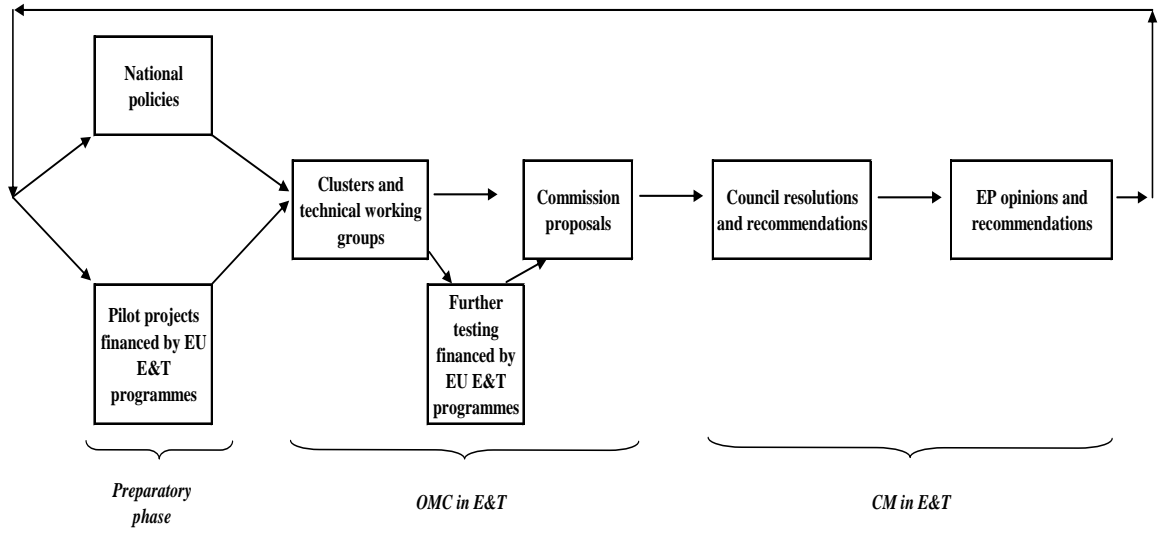 National
policies
Pilot projects
financed by EU
E&T
programmes
Clusters and
technical working
groups
Further
testing
financed by
EU E&T
programmes
Commission
proposals
Council resolutions
and recommendations
EP opinions and
recommendations
Preparatory
phase
OMC in E&T
CM in E&T